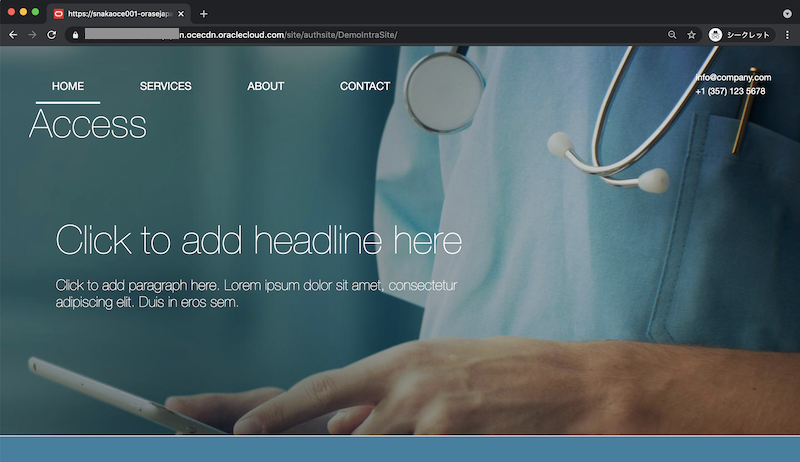 https://snakaoce001-orasejapa
n.ocecdn.oraclecloud.com/site/authsite/DemoIntraSite/
シークレット
HOME
SERVICES
ABOUT
CONTACT
info@company.com
+1 (357) 123 5678
Access
Click to add headline here
Click to add paragraph here. Lorem ipsum dolor sit amet, consectetur
adipiscing elit. Duis in eros sem.